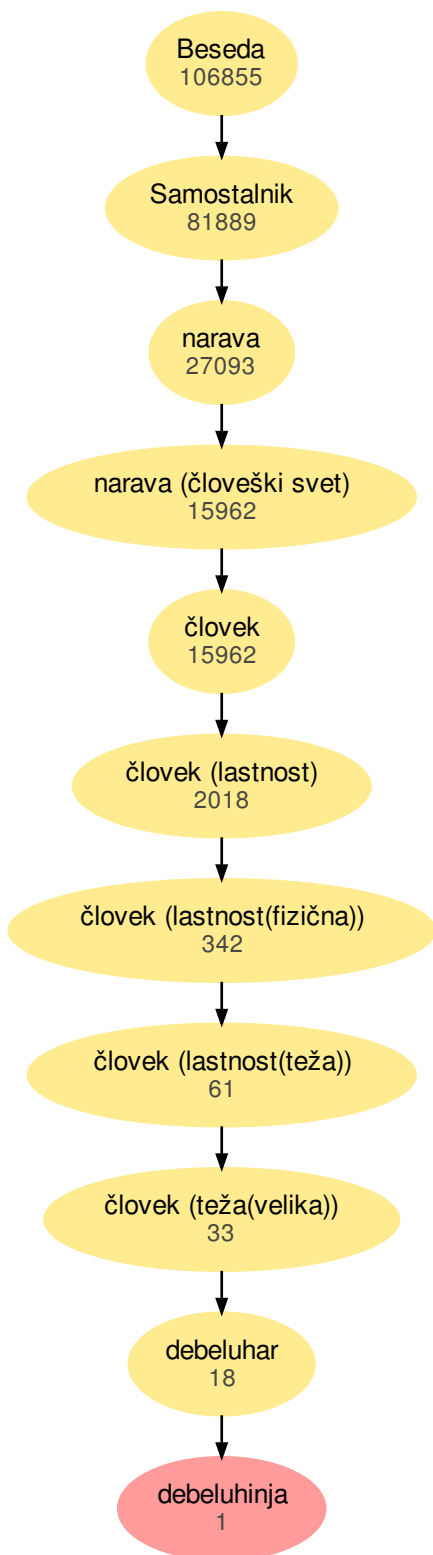 Beseda
106855
Samostalnik
81889
narava
27093
narava (človeški svet)
15962
človek
15962
človek (lastnost)
2018
človek (lastnost(fizična))
342
človek (lastnost(teža))
61
človek (teža(velika))
33
debeluhar
18
debeluhinja
1